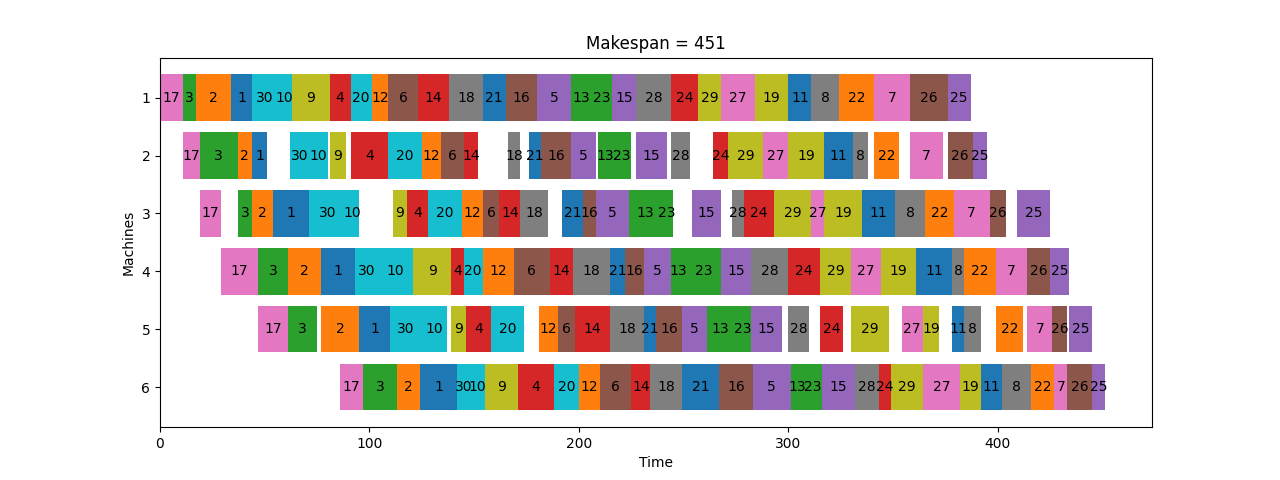 Makespan = 451
1 17 3 2 1 30 10 9 4 20 12 6 14 18 21 16 5 13 23 15 28 24 29 27 19 11 8 22 7 26 25
2 17 3 2 1 30 10 9 4 20 12 6 14 18 21 16 5 13 23 15 28 24 29 27 19 11 8 22 7 26 25
3 17 3 2 1 30 10 9 4 20 12 6 14 18 21 16 5 13 23 15 28 24 29 27 19 11 8 22 7 26 25
4 17 3 2 1 30 10 9 4 20 12 6 14 18 21 16 5 13 23 15 28 24 29 27 19 11 8 22 7 26 25
5 17 3 2 1 30 10 9 4 20 12 6 14 18 21 16 5 13 23 15 28 24 29 27 19 11 8 22 7 26 25
6 17 3 2 1 30 10 9 4 20 12 6 14 18 21 16 5 13 23 15 28 24 29 27 19 11 8 22 7 26 25
Machines
0 100 200 300 400
Time